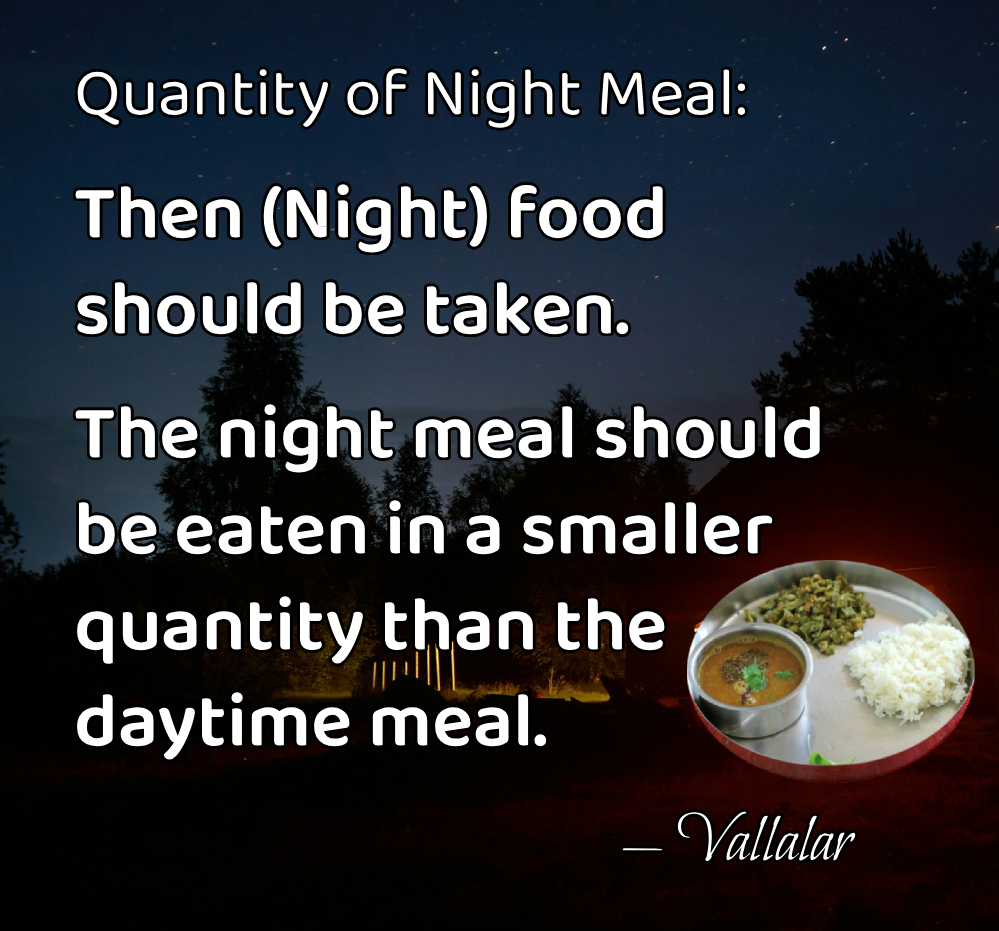 Quantity of Night Meal:
Then (Night) food
should be taken.
The night meal should
be eaten in a smaller
quantity than the
daytime meal.
— Vallalar